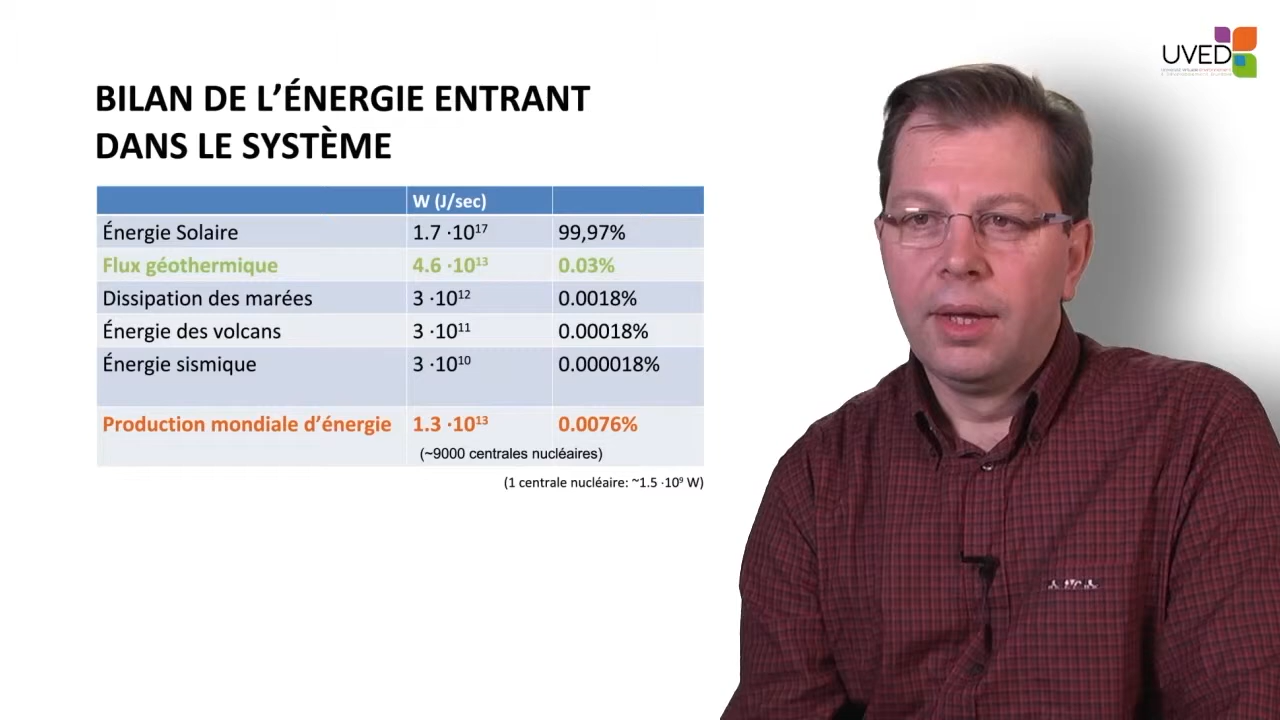 UVED
BILAN DE L’ÉNERGIE ENTRANT
DANS LE SYSTÈME
W (J/sec)
Énergie Solaire 1.7 ·10¹⁷ 99,97%
Flux géothermique 4.6 ·10¹³ 0.03%
Dissipation des marées 3 ·10¹² 0.0018%
Énergie des volcans 3 ·10¹¹ 0.00018%
Énergie sismique 3 ·10¹⁰ 0.000018%
Production mondiale d’énergie 1.3 ·10¹³ 0.0076%
(~9000 centrales nucléaires)
(1 centrale nucléaire: ~1.5 ·10⁹ W)